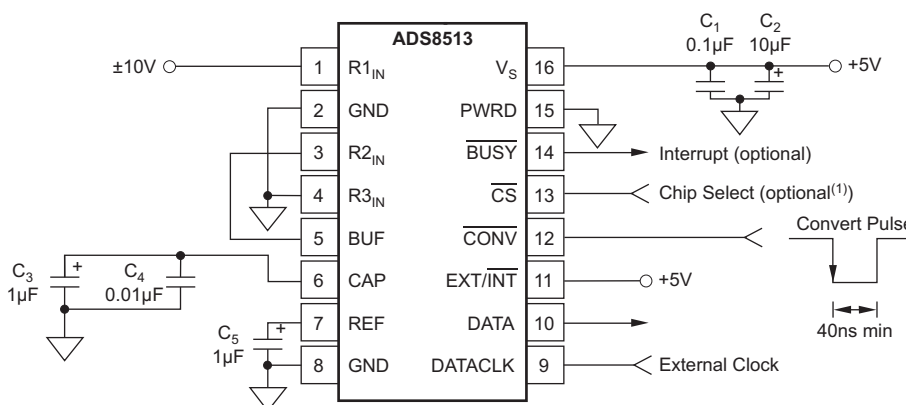 ADS8513
±10V
1 R1IN
2 GND
3 R2IN
4 R3IN
5 BUF
6 CAP
7 REF
8 GND
VS 16
PWRD 15
BUSY 14
CS 13
CONV 12
EXT/INT 11
DATA 10
DATACLK 9
C1
0.1µF
C2
10µF
+
+5V
Interrupt (optional)
Chip Select (optional(1))
Convert Pulse
40ns min
+5V
External Clock
C3
1µF
+
C4
0.01µF
C5
1µF
+